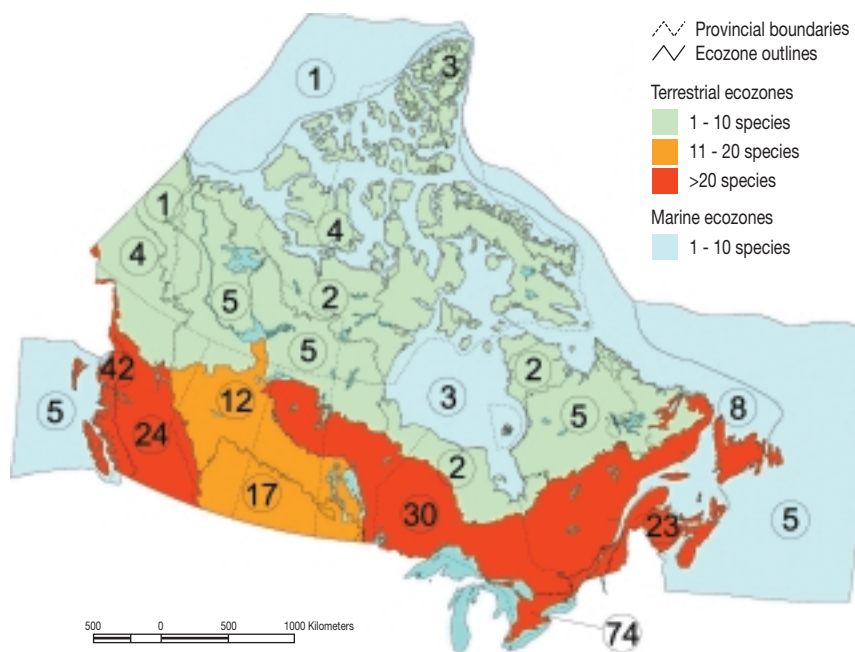 Provincial boundaries
Ecozone outlines
Terrestrial ecozones
1 - 10 species
11 - 20 species
>20 species
Marine ecozones
1 - 10 species
1
3
1
4
4
5
2
5
2
42
12
3
5
8
5
24
2
17
30
23
5
74
500 0 500 1000 Kilometers